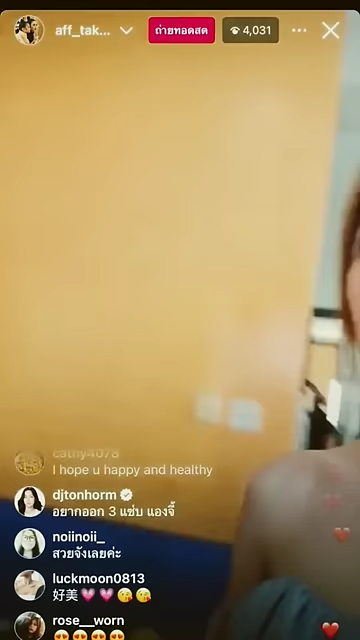 aff_tak...
ถ่ายทอดสด
4,031
cathy4078
I hope u happy and healthy
djtonhorm
อยากออก 3 แซ่บ แองจี้
noiinoii_
สวยจังเลยค่ะ
luckmoon0813
好美💗💗😘😘
rose__worn
😍😍😍😍